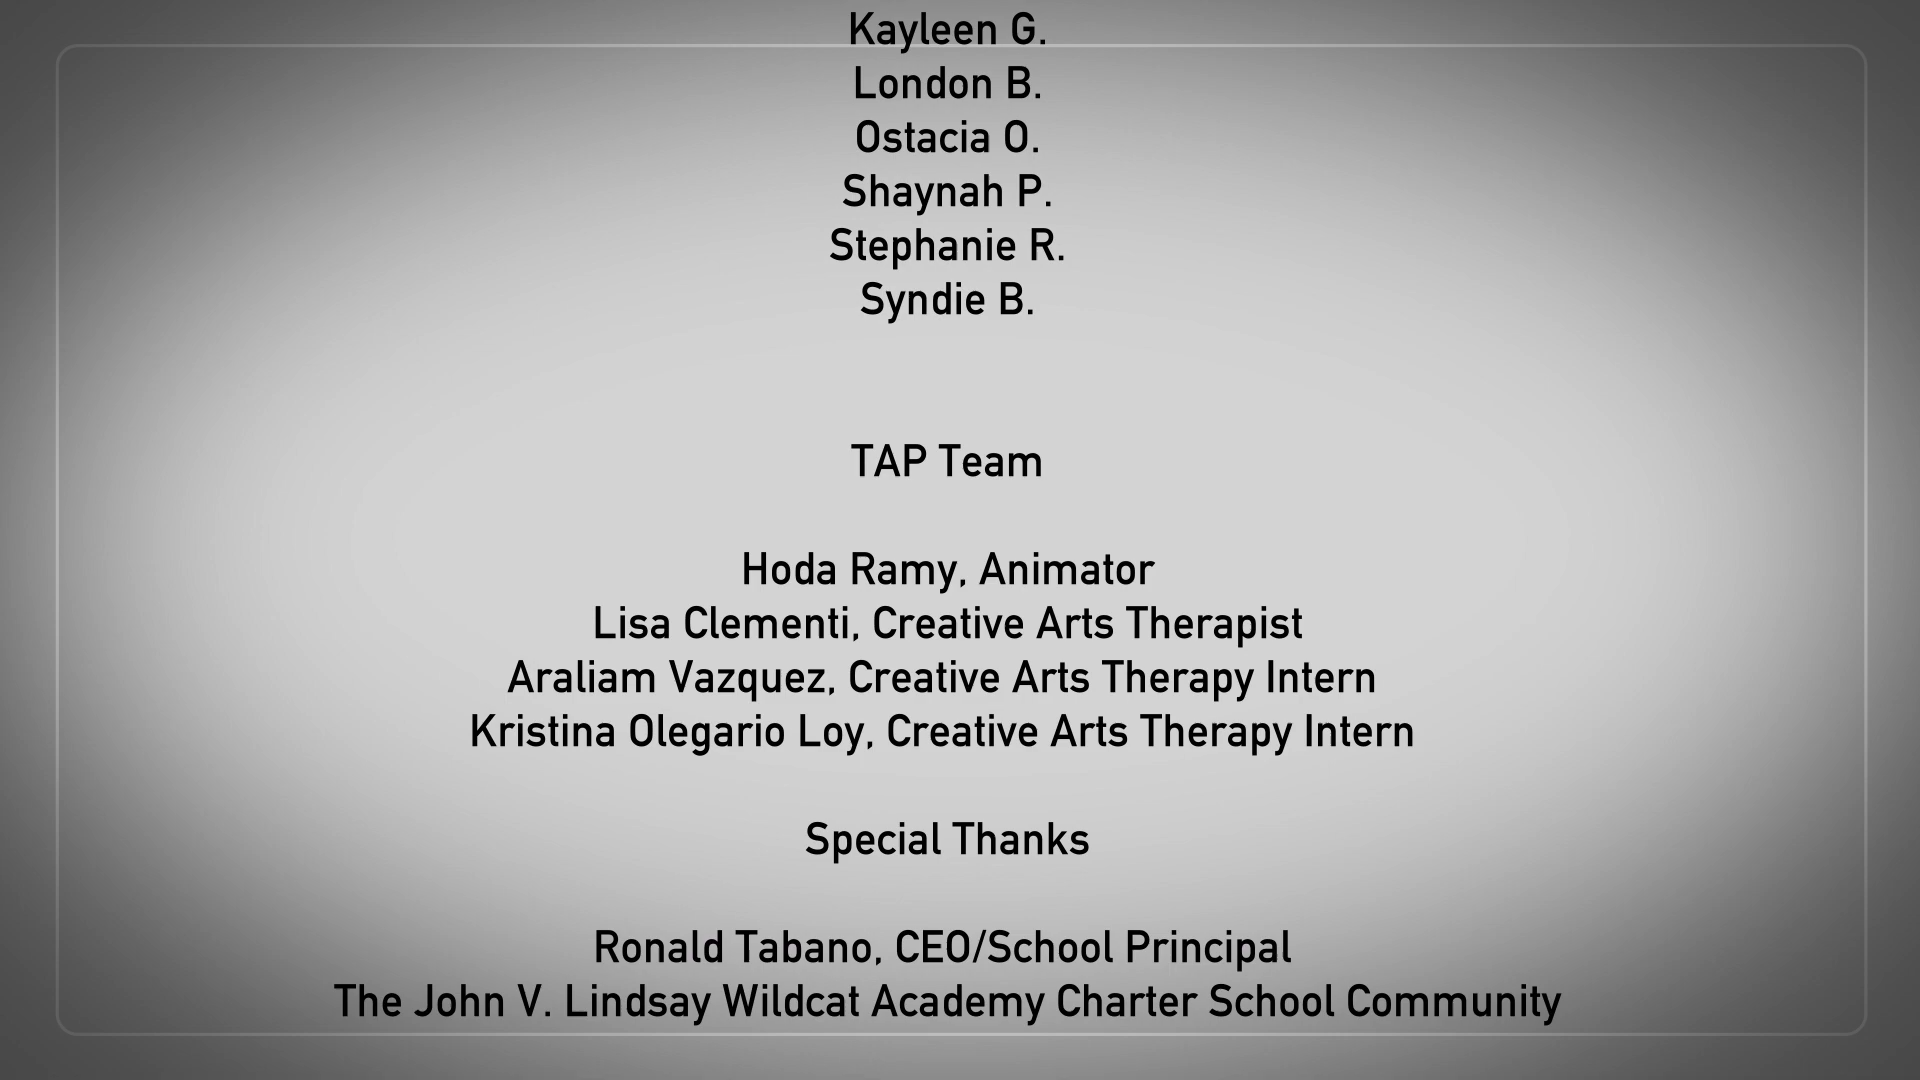 Kayleen G.
London B.
Ostacia O.
Shaynah P.
Stephanie R.
Syndie B.
TAP Team
Hoda Ramy, Animator
Lisa Clementi, Creative Arts Therapist
Araliam Vazquez, Creative Arts Therapy Intern
Kristina Olegario Loy, Creative Arts Therapy Intern
Special Thanks
Ronald Tabano, CEO/School Principal
The John V. Lindsay Wildcat Academy Charter School Community